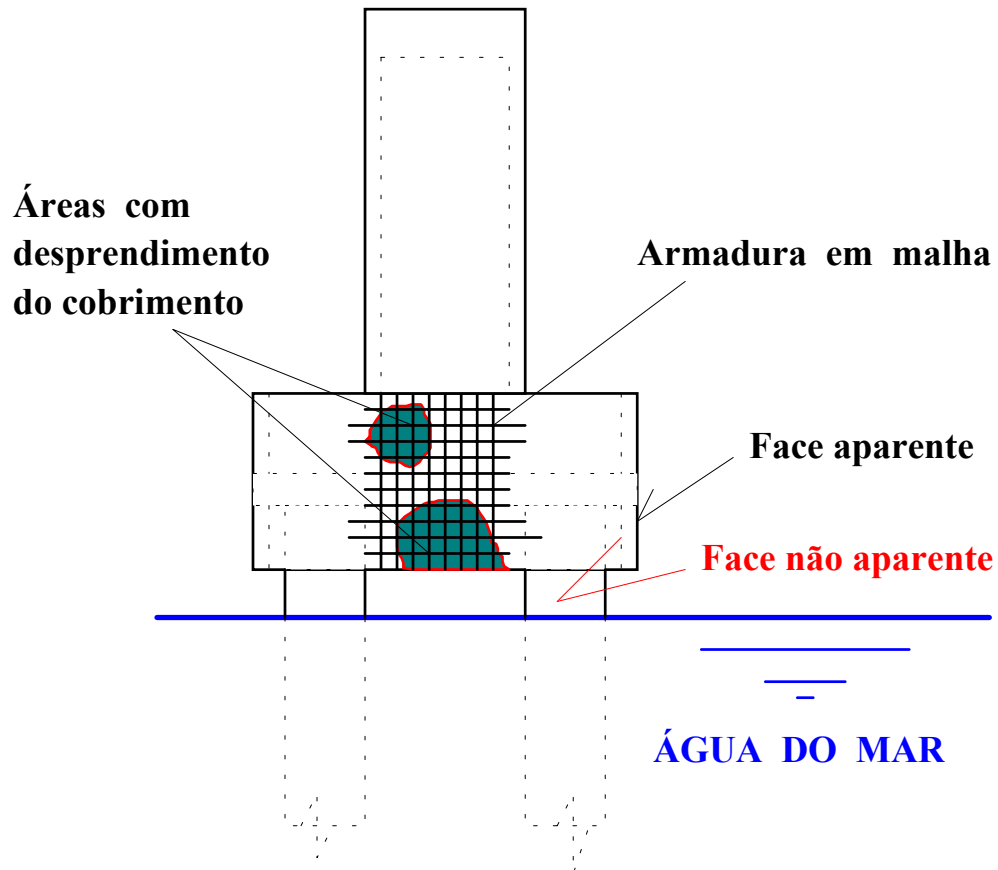 Áreas com
desprendimento
do cobrimento
Armadura em malha
Face aparente
Face não aparente
ÁGUA DO MAR